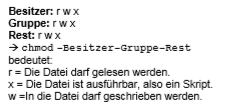 Besitzer: r w x
Gruppe: r w x
Rest: r w x
→ chmod -Besitzer-Gruppe-Rest
bedeutet:
r = Die Datei darf gelesen werden.
x = Die Datei ist ausführbar, also ein Skript.
w =In die Datei darf geschrieben werden.